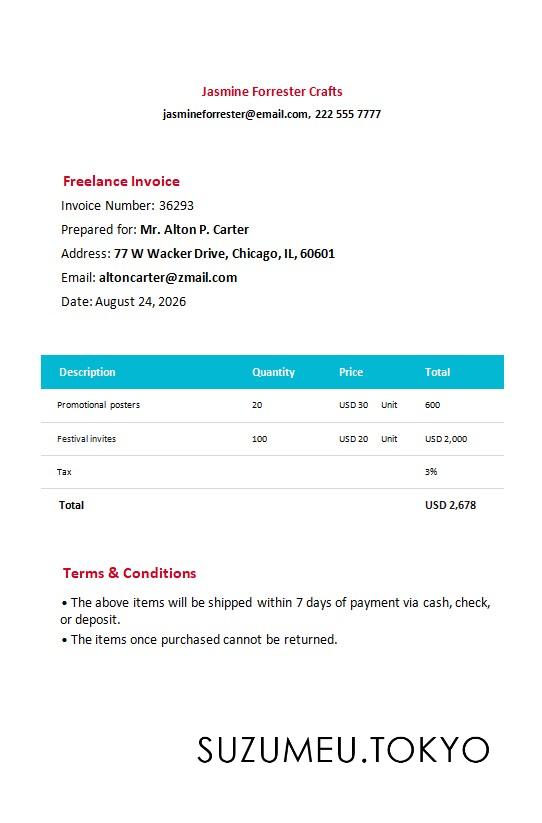 Jasmine Forrester Crafts
jasmineforrester@email.com, 222 555 7777
Freelance Invoice
Invoice Number: 36293
Prepared for: Mr. Alton P. Carter
Address: 77 W Wacker Drive, Chicago, IL, 60601
Email: altoncarter@zmail.com
Date: August 24, 2026
Description Quantity Price Total
Promotional posters 20 USD 30 Unit 600
Festival invites 100 USD 20 Unit USD 2,000
Tax 3%
Total USD 2,678
Terms & Conditions
• The above items will be shipped within 7 days of payment via cash, check,
or deposit.
• The items once purchased cannot be returned.
SUZUMEU.TOKYO